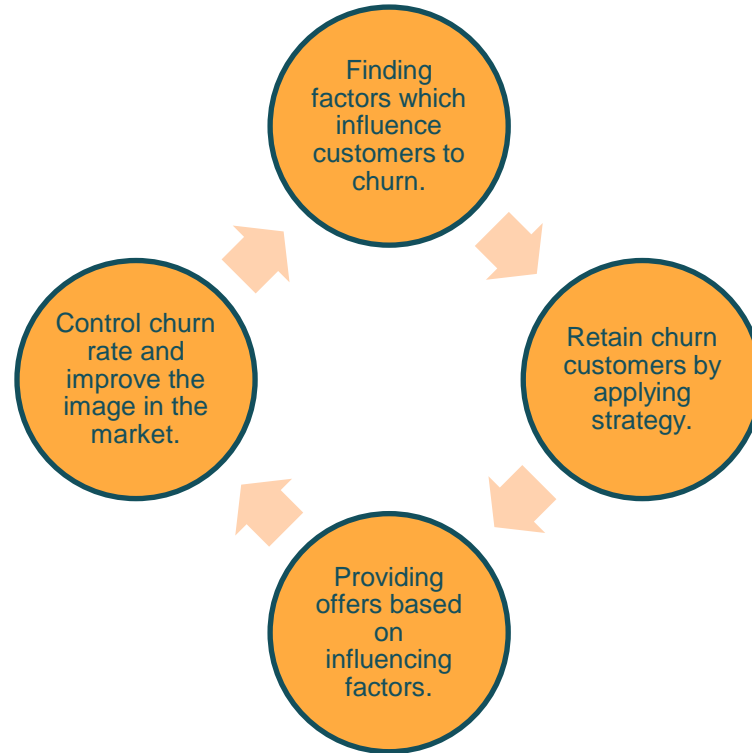 Finding
factors which
influence
customers to
churn.
Retain churn
customers by
applying
strategy.
Providing
offers based
on
influencing
factors.
Control churn
rate and
improve the
image in the
market.